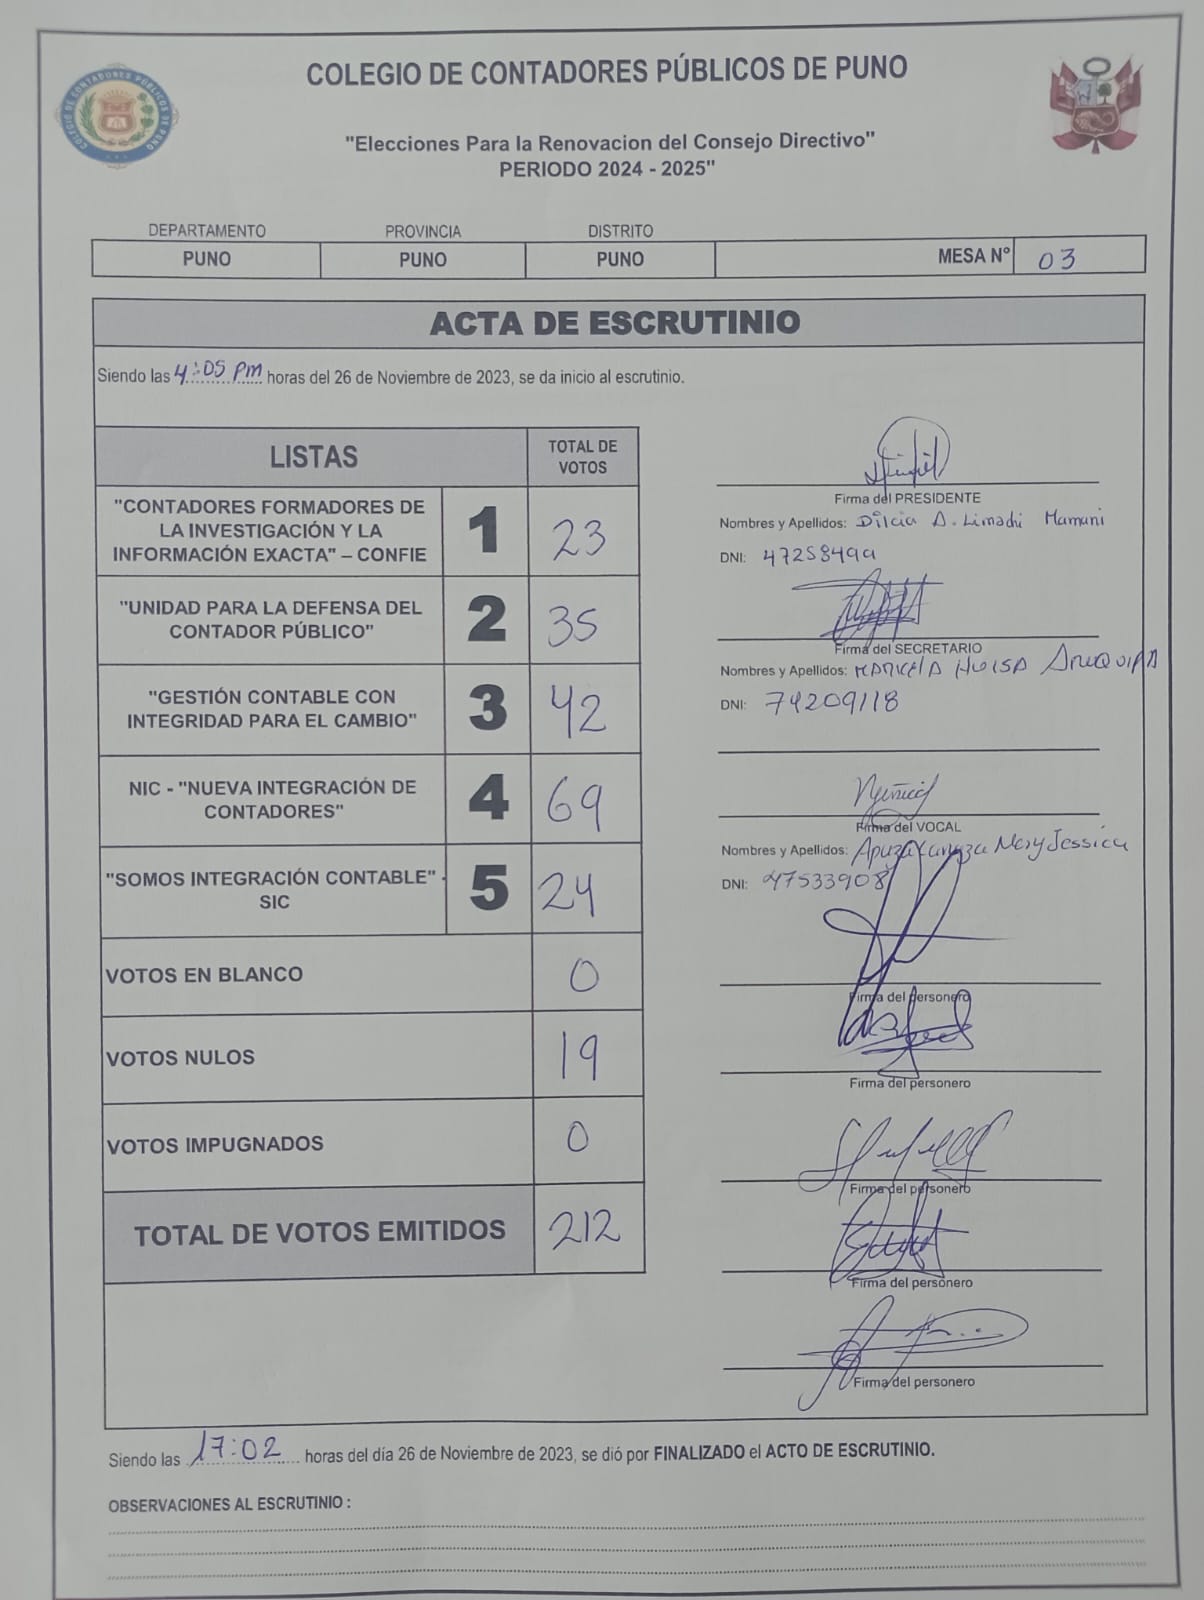 COLEGIO DE CONTADORES PÚBLICOS DE PUNO
COLEGIO DE CONTADORES PÚBLICOS DE PUNO
"Elecciones Para la Renovacion del Consejo Directivo"
PERIODO 2024 - 2025"
DEPARTAMENTO PROVINCIA DISTRITO
PUNO PUNO PUNO MESA N° 03
ACTA DE ESCRUTINIO
Siendo las 4:05 Pm horas del 26 de Noviembre de 2023, se da inicio al escrutinio.
LISTAS TOTAL DE VOTOS
"CONTADORES FORMADORES DE
LA INVESTIGACIÓN Y LA
INFORMACIÓN EXACTA" – CONFIE
1 23
"UNIDAD PARA LA DEFENSA DEL
CONTADOR PÚBLICO"
2 35
"GESTIÓN CONTABLE CON
INTEGRIDAD PARA EL CAMBIO"
3 42
NIC - "NUEVA INTEGRACIÓN DE
CONTADORES"
4 69
"SOMOS INTEGRACIÓN CONTABLE" -
SIC
5 24
VOTOS EN BLANCO 0
VOTOS NULOS 19
VOTOS IMPUGNADOS 0
TOTAL DE VOTOS EMITIDOS 212
Firma del PRESIDENTE
Nombres y Apellidos: Dilcia D. Limachi Mamani
DNI:
Firma del SECRETARIO
Nombres y Apellidos: MARICELA HUISA AREQUIPA
DNI: 74209118
Firma del VOCAL
Nombres y Apellidos: Apaza Mery Jessica
DNI: 47533908
Firma del personero
Firma del personero
Firma del personero
Firma del personero
Firma del personero
Siendo las 17:02 horas del día 26 de Noviembre de 2023, se dió por FINALIZADO el ACTO DE ESCRUTINIO.
OBSERVACIONES AL ESCRUTINIO :